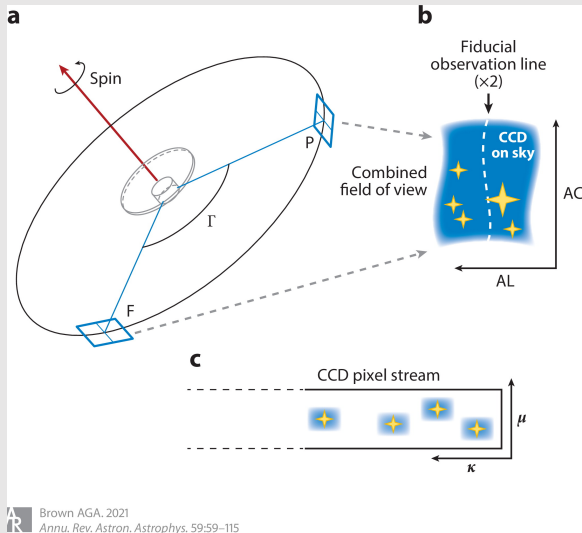 a
Spin
P
Γ
F
b
Fiducial
observation line
(×2)
CCD
on sky
Combined
field of view
AC
AL
c
CCD pixel stream
μ
κ
AR
Brown AGA. 2021
Annu. Rev. Astron. Astrophys. 59:59–115